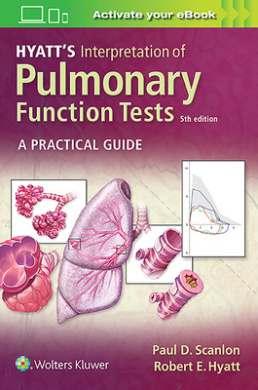 Activate your eBook
HYATT'S Interpretation of
Pulmonary
Function Tests 5th edition
A PRACTICAL GUIDE
Paul D. Scanlon
Robert E. Hyatt
Wolters Kluwer